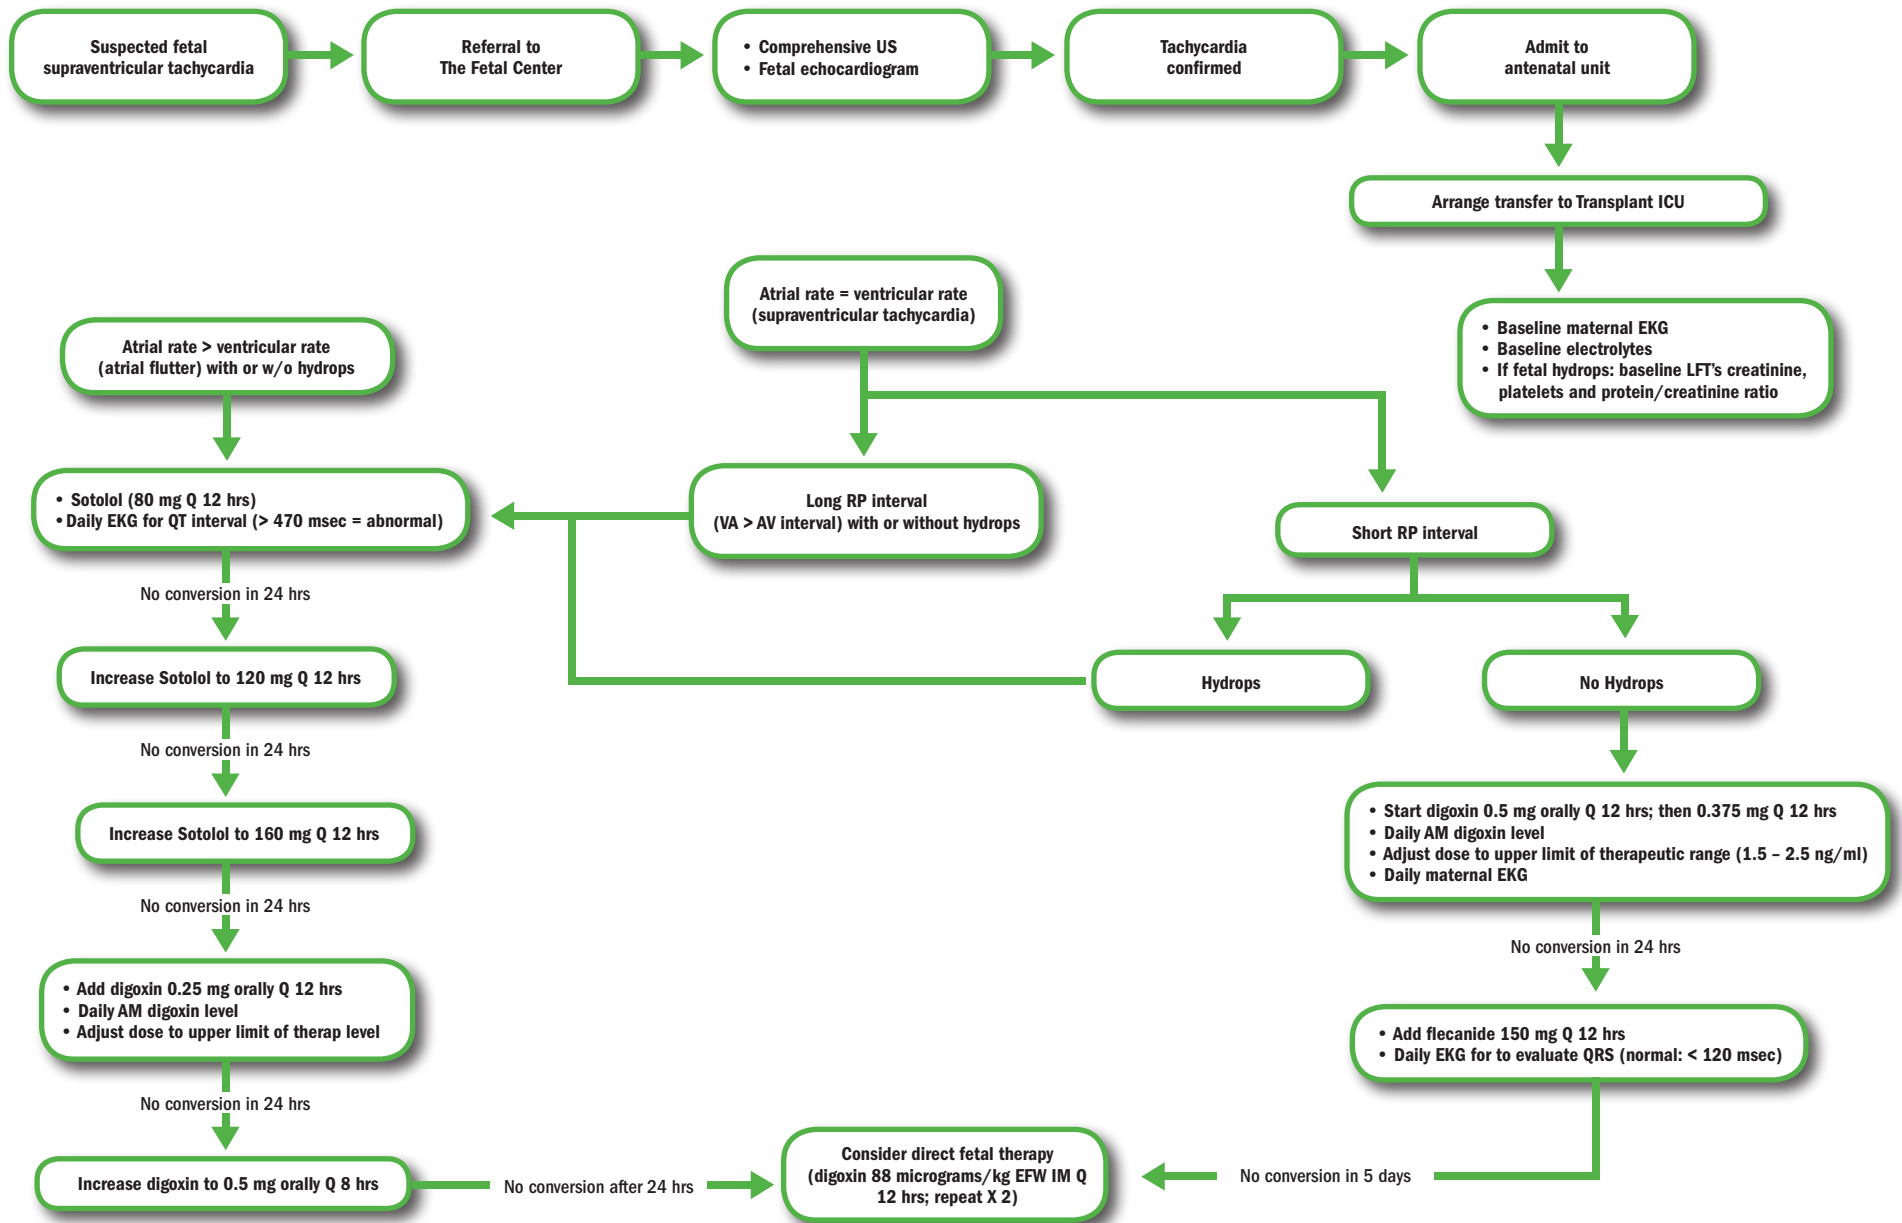 Suspected fetal
supraventricular tachycardia
Referral to
The Fetal Center
• Comprehensive US
• Fetal echocardiogram
Tachycardia
confirmed
Admit to
antenatal unit
Arrange transfer to Transplant ICU
• Baseline maternal EKG
• Baseline electrolytes
• If fetal hydrops: baseline LFT's creatinine,
platelets and protein/creatinine ratio
Atrial rate = ventricular rate
(supraventricular tachycardia)
Atrial rate > ventricular rate
(atrial flutter) with or w/o hydrops
• Sotolol (80 mg Q 12 hrs)
• Daily EKG for QT interval (> 470 msec = abnormal)
Long RP interval
(VA > AV interval) with or without hydrops
Short RP interval
No conversion in 24 hrs
Increase Sotolol to 120 mg Q 12 hrs
Hydrops
No Hydrops
No conversion in 24 hrs
Increase Sotolol to 160 mg Q 12 hrs
• Start digoxin 0.5 mg orally Q 12 hrs; then 0.375 mg Q 12 hrs
• Daily AM digoxin level
• Adjust dose to upper limit of therapeutic range (1.5 – 2.5 ng/ml)
• Daily maternal EKG
No conversion in 24 hrs
No conversion in 24 hrs
• Add digoxin 0.25 mg orally Q 12 hrs
• Daily AM digoxin level
• Adjust dose to upper limit of therap level
• Add flecanide 150 mg Q 12 hrs
• Daily EKG for to evaluate QRS (normal: < 120 msec)
No conversion in 24 hrs
Increase digoxin to 0.5 mg orally Q 8 hrs
No conversion after 24 hrs
Consider direct fetal therapy
(digoxin 88 micrograms/kg EFW IM Q
12 hrs; repeat X 2)
No conversion in 5 days